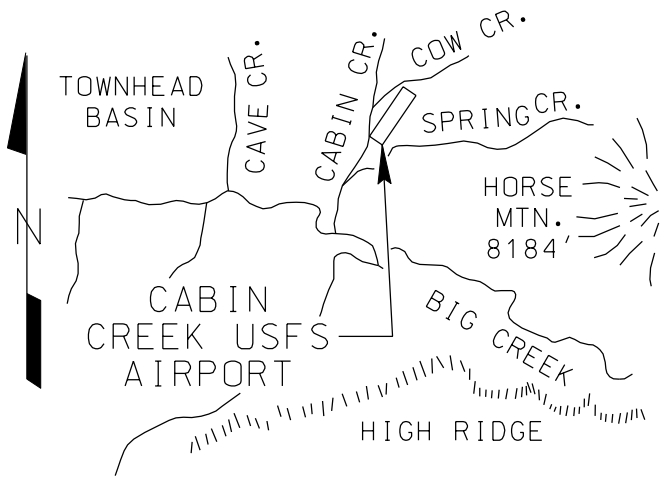 COW CR.
TOWNHEAD
BASIN
CAVE CR.
CABIN CR.
SPRING CR.
HORSE
MTN.
8184'
N
CABIN
CREEK USFS
AIRPORT
BIG CREEK
HIGH RIDGE